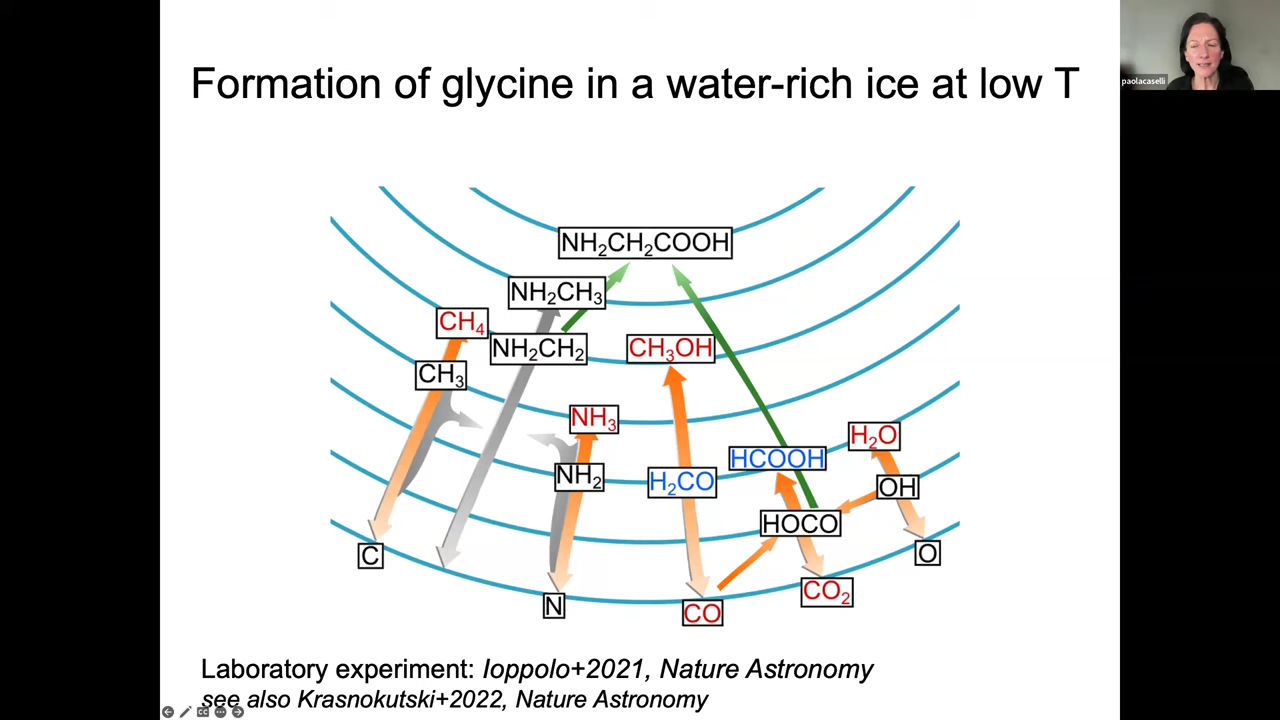 Formation of glycine in a water-rich ice at low T
paolacaselli
NH₂CH₂COOH
NH₂CH₃
CH₄
NH₂CH₂
CH₃OH
CH₃
NH₃
H₂O
HCOOH
NH₂
H₂CO
OH
HOCO
C
O
CO₂
N
CO
Laboratory experiment: Ioppolo+2021, Nature Astronomy
see also Krasnokutski+2022, Nature Astronomy
CC